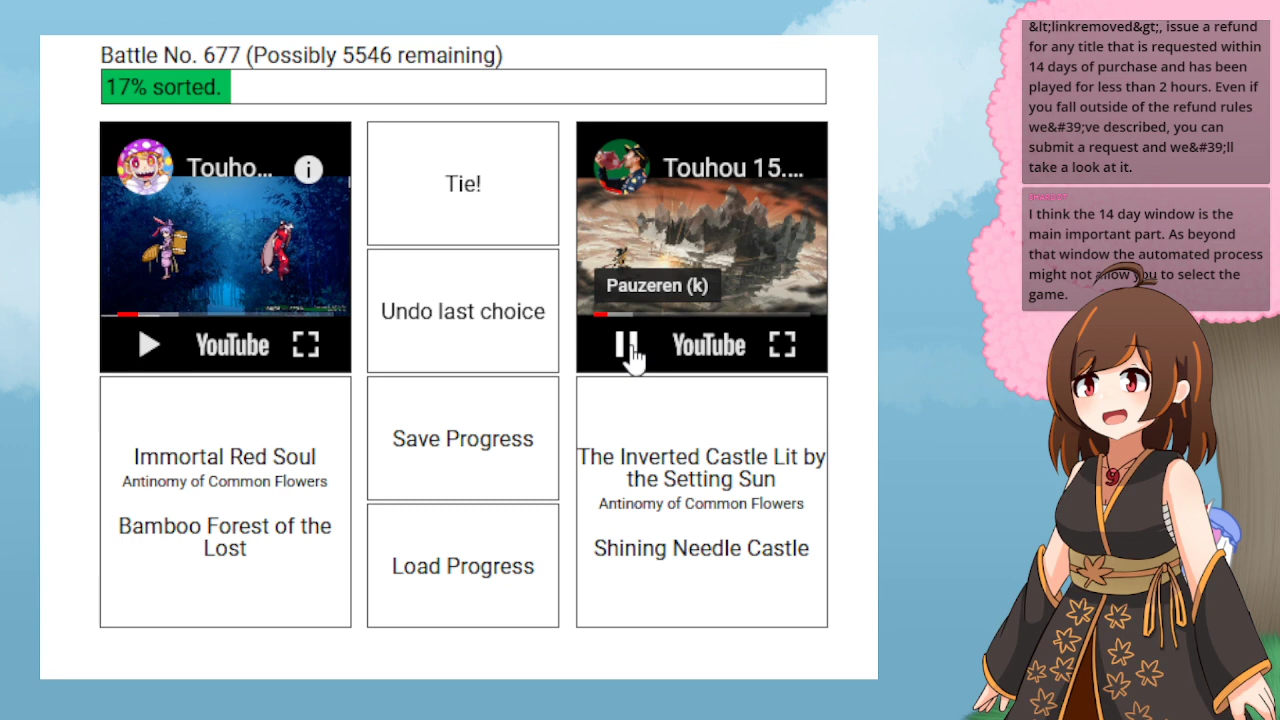 Battle No. 677 (Possibly 5546 remaining)
17% sorted.
Touho...
i
YouTube
Immortal Red Soul
Antinomy of Common Flowers
Bamboo Forest of the
Lost
Tie!
Undo last choice
Save Progress
Load Progress
Touhou 15....
Pauzeren (k)
YouTube
The Inverted Castle Lit by
the Setting Sun
Antinomy of Common Flowers
Shining Needle Castle
&lt;linkremoved&gt;, issue a refund
for any title that is requested within
14 days of purchase and has been
played for less than 2 hours. Even if
you fall outside of the refund rules
we&#39;ve described, you can
submit a request and we&#39;ll
take a look at it.
I think the 14 day window is the
main important part. As beyond
that window the automated process
might not allow you to select the
game.
9